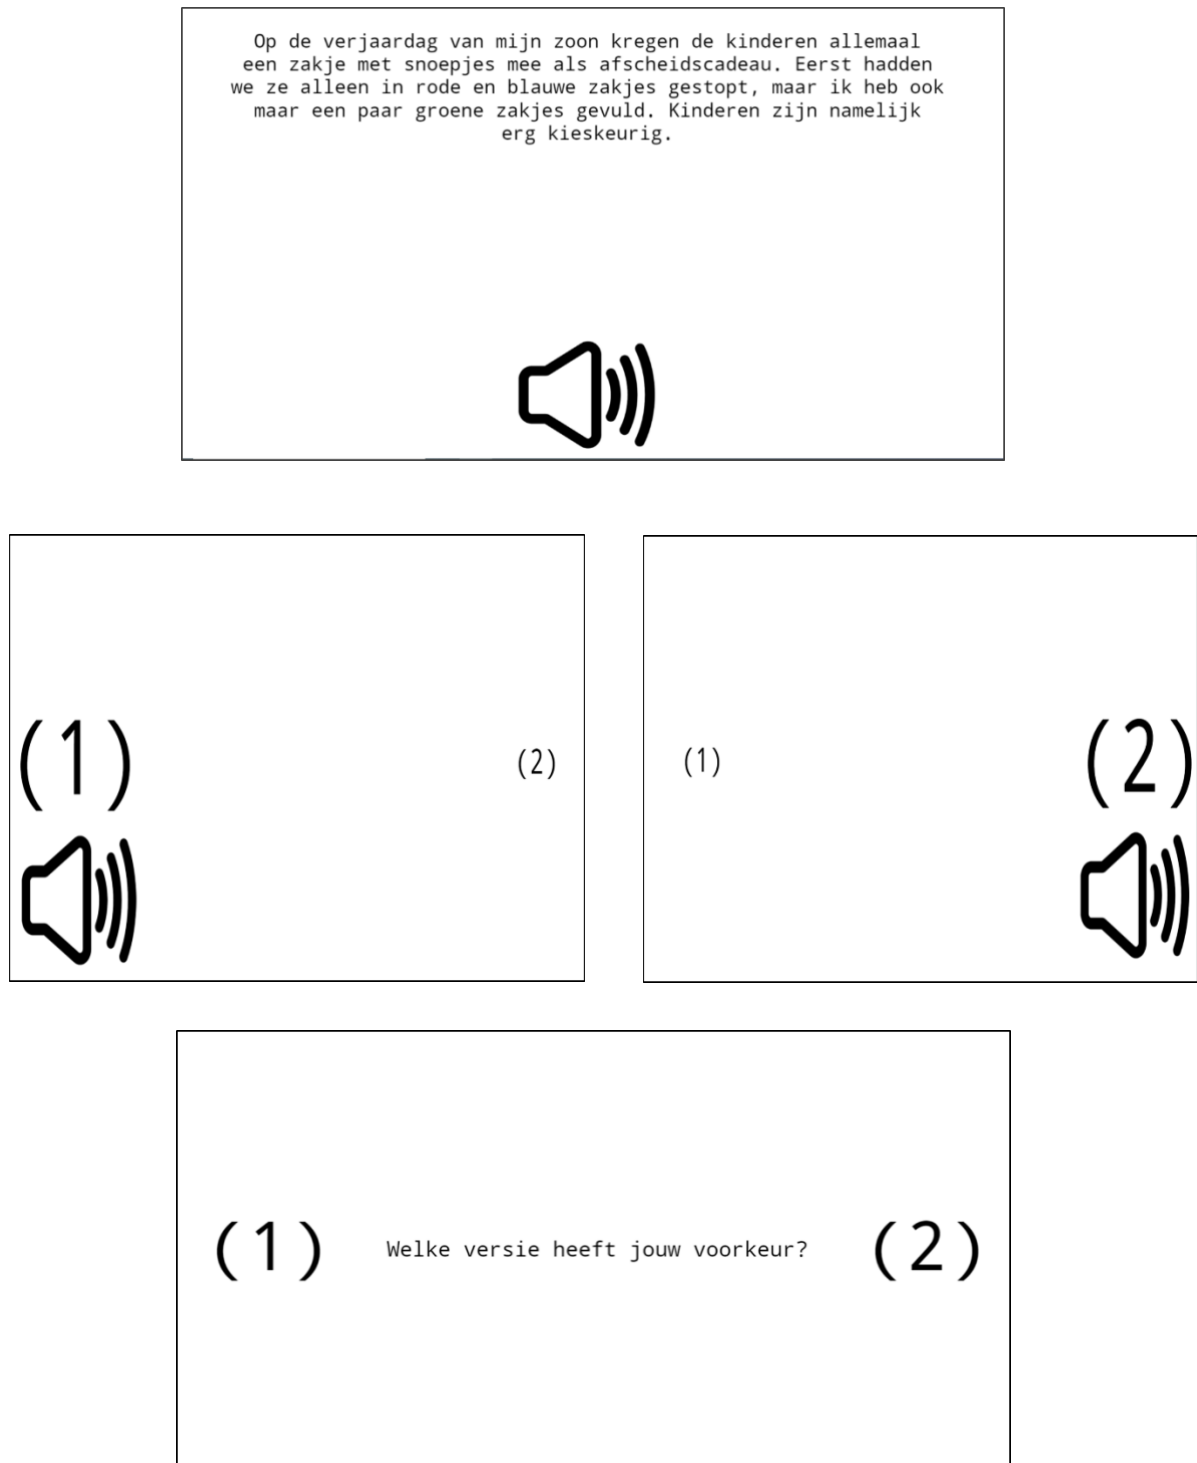 Op de verjaardag van mijn zoon kregen de kinderen allemaal
een zakje met snoepjes mee als afscheidscadeau. Eerst hadden
we ze alleen in rode en blauwe zakjes gestopt, maar ik heb ook
maar een paar groene zakjes gevuld. Kinderen zijn namelijk
erg kieskeurig.
(1)
(2)
(1)
(2)
(1) Welke versie heeft jouw voorkeur? (2)